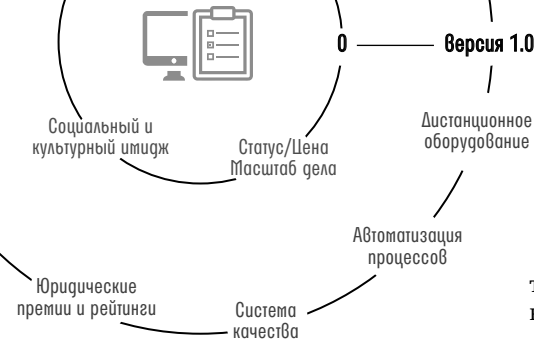 0
Версия 1.0
Социальный и
культурный имидж
Статус/Цена
Масштаб дела
Дистанционное
оборудование
Автоматизация
процессов
Юридические
премии и рейтинги
Система
качества